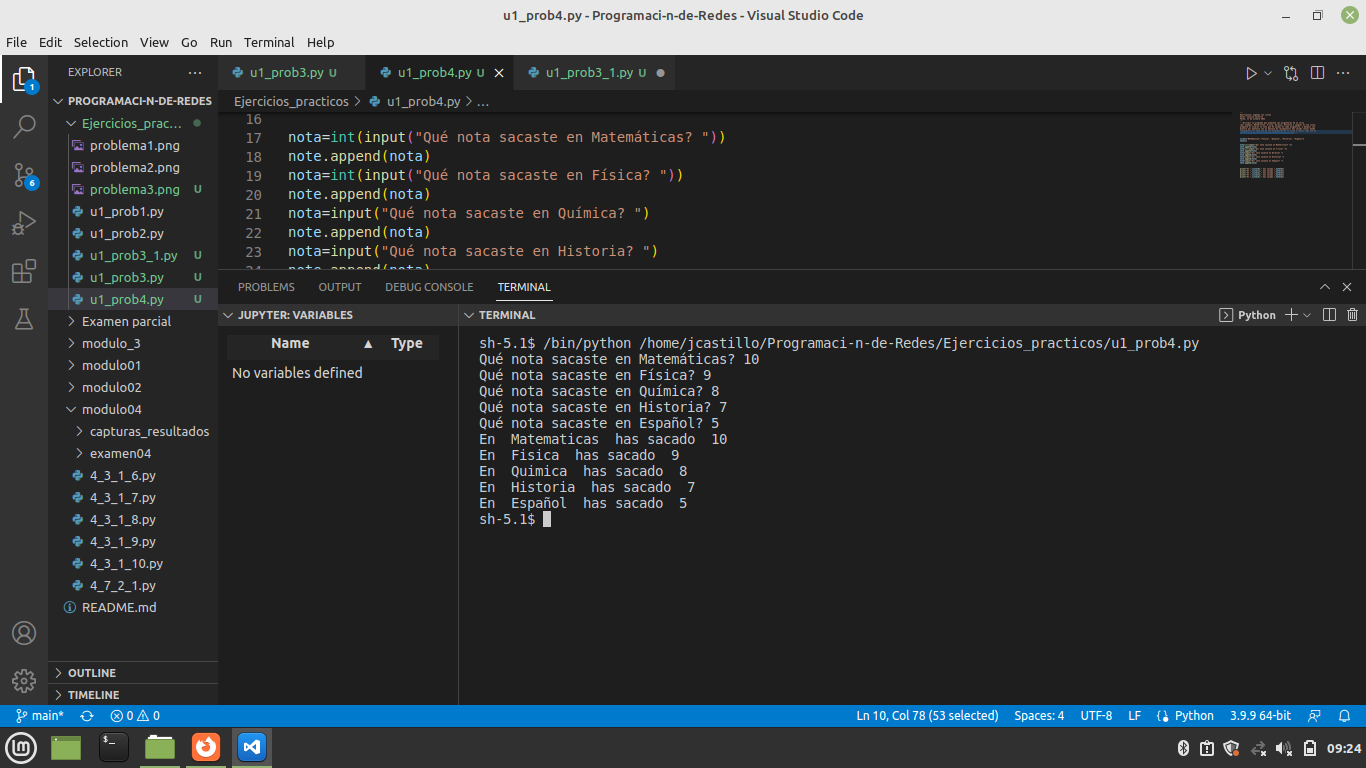 u1_prob4.py - Programaci-n-de-Redes - Visual Studio Code
File Edit Selection View Go Run Terminal Help
EXPLORER
PROGRAMACI-N-DE-REDES
Ejercicios_prac...
problema1.png
problema2.png
problema3.png U
u1_prob1.py
u1_prob2.py
u1_prob3_1.py U
u1_prob3.py U
u1_prob4.py U
Examen parcial
modulo_3
modulo01
modulo02
modulo04
capturas_resultados
examen04
4_3_1_6.py
4_3_1_7.py
4_3_1_8.py
4_3_1_9.py
4_3_1_10.py
4_7_2_1.py
README.md
OUTLINE
TIMELINE
1
6
u1_prob3.py U
u1_prob4.py U
u1_prob3_1.py U
Ejercicios_practicos > u1_prob4.py > ...
16
17 nota=int(input("Qué nota sacaste en Matemáticas? "))
18 note.append(nota)
19 nota=int(input("Qué nota sacaste en Física? "))
20 note.append(nota)
21 nota=input("Qué nota sacaste en Química? ")
22 note.append(nota)
23 nota=input("Qué nota sacaste en Historia? ")
24 note.append(nota)
PROBLEMS OUTPUT DEBUG CONSOLE TERMINAL
JUPYTER: VARIABLES
Name ▲ Type
No variables defined
TERMINAL
Python
sh-5.1$ /bin/python /home/jcastillo/Programaci-n-de-Redes/Ejercicios_practicos/u1_prob4.py
Qué nota sacaste en Matemáticas? 10
Qué nota sacaste en Física? 9
Qué nota sacaste en Química? 8
Qué nota sacaste en Historia? 7
Qué nota sacaste en Español? 5
En  Matematicas  has sacado  10
En  Fisica  has sacado  9
En  Quimica  has sacado  8
En  Historia  has sacado  7
En  Español  has sacado  5
sh-5.1$
main* 0 0 Ln 10, Col 78 (53 selected) Spaces: 4 UTF-8 LF Python 3.9.9 64-bit
09:24